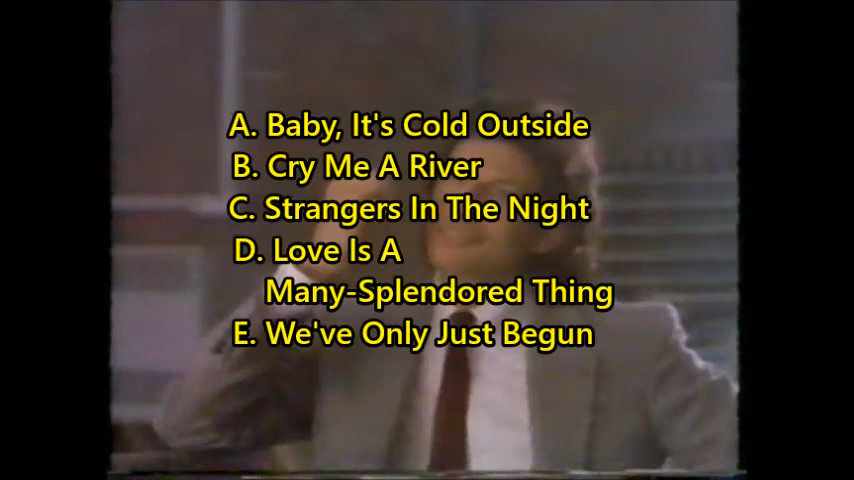 A. Baby, It's Cold Outside
B. Cry Me A River
C. Strangers In The Night
D. Love Is A
Many-Splendored Thing
E. We've Only Just Begun